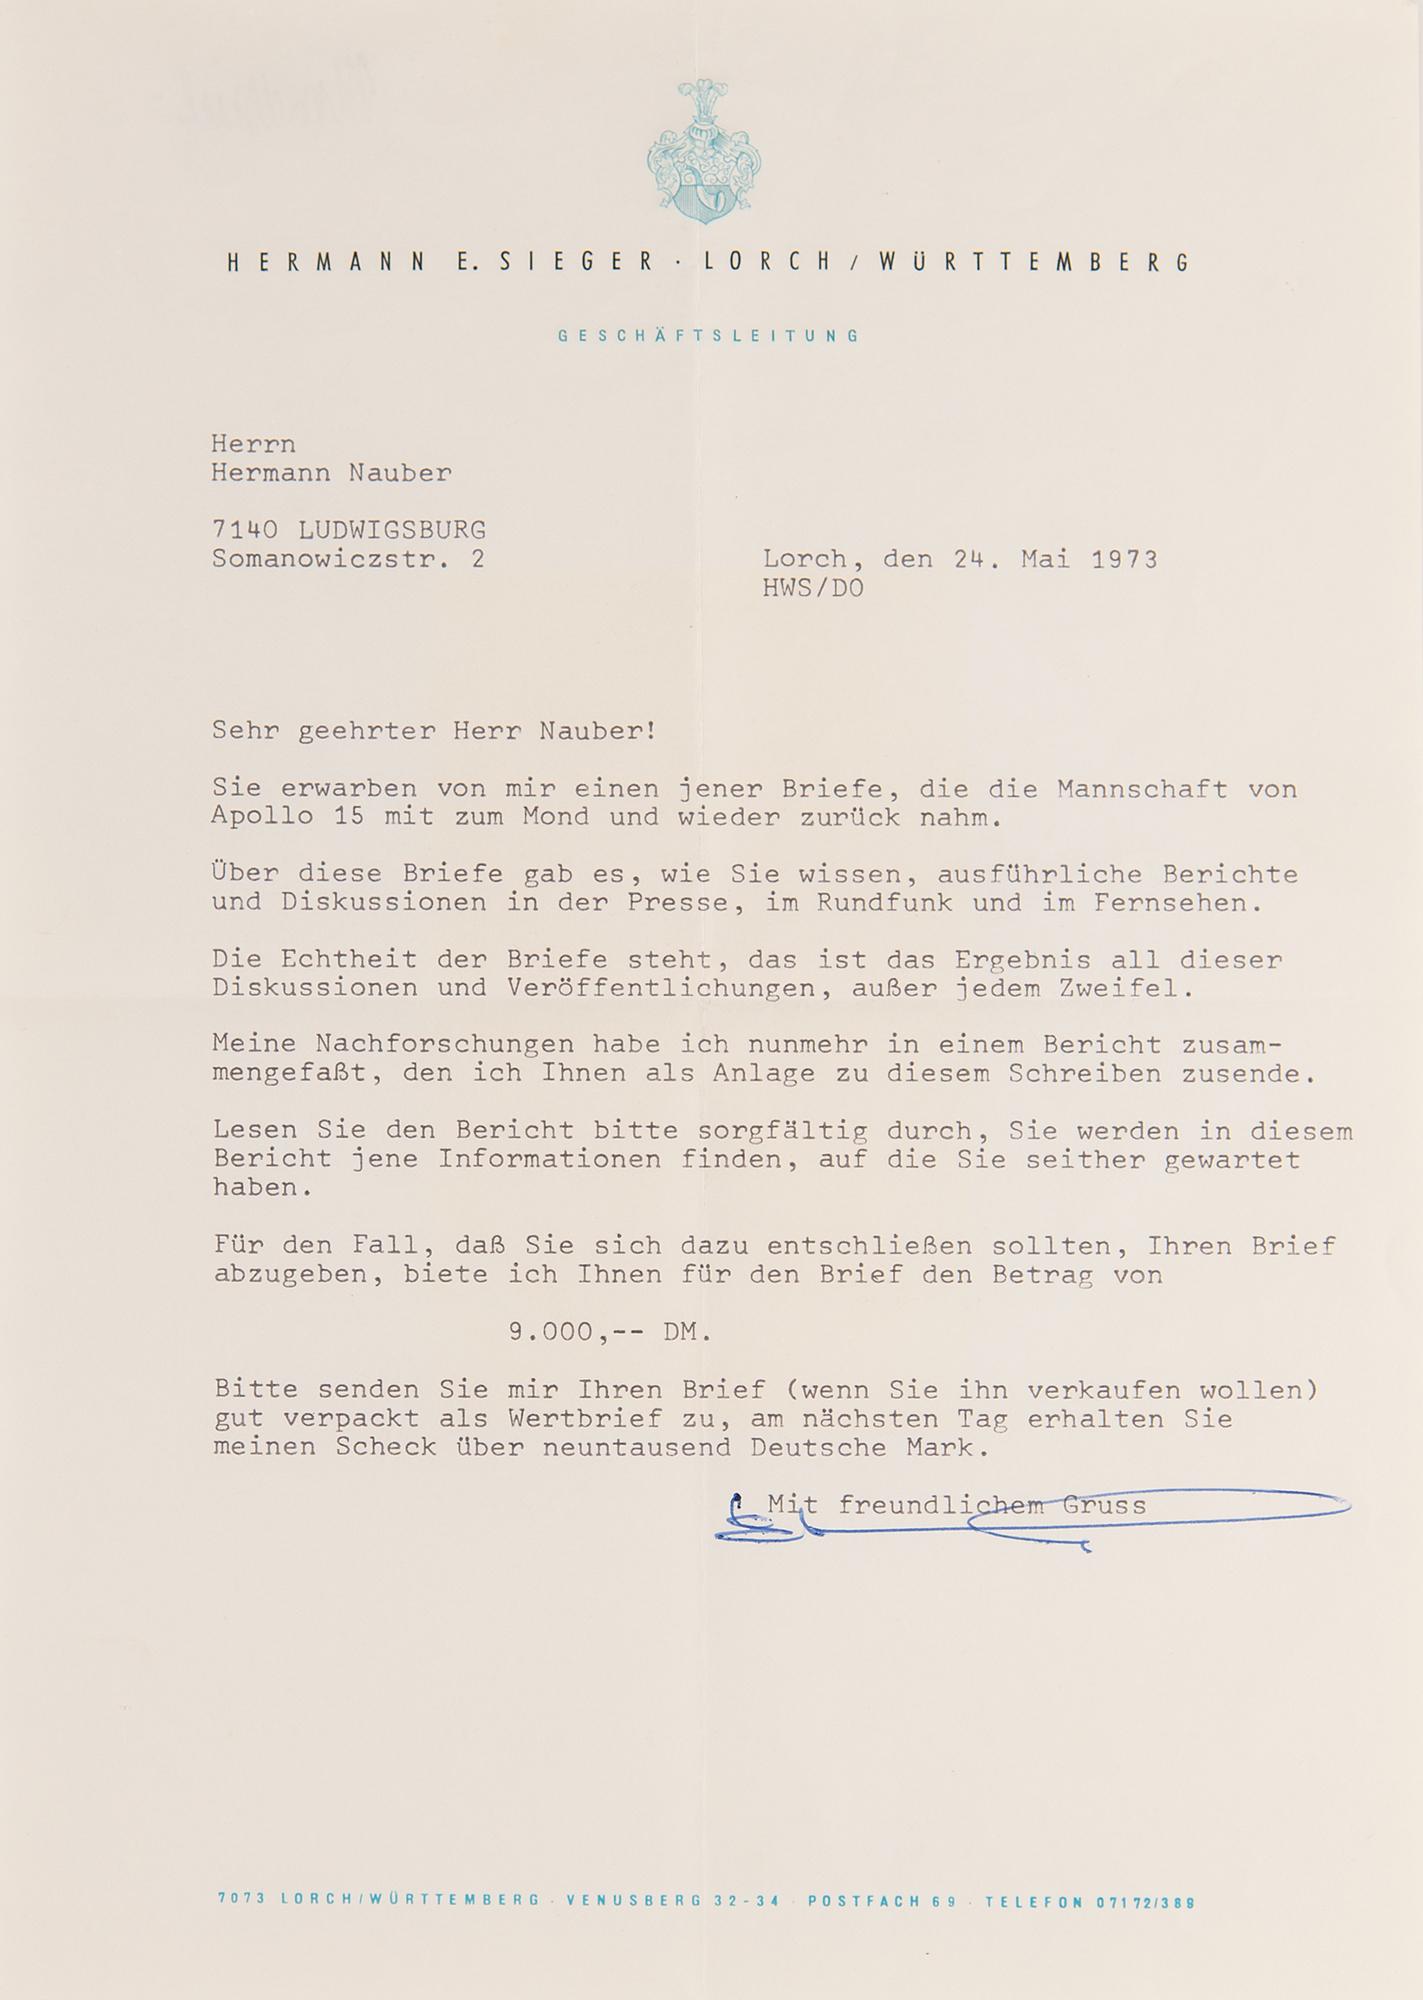 HERMANN E. SIEGER · LORCH/WÜRTTEMBERG
GESCHÄFTSLEITUNG
Herrn
Hermann Nauber
7140 LUDWIGSBURG
Somanowiczstr. 2
Lorch, den 24. Mai 1973
HWS/DO
Sehr geehrter Herr Nauber!
Sie erwarben von mir einen jener Briefe, die die Mannschaft von
Apollo 15 mit zum Mond und wieder zurück nahm.
Über diese Briefe gab es, wie Sie wissen, ausführliche Berichte
und Diskussionen in der Presse, im Rundfunk und im Fernsehen.
Die Echtheit der Briefe steht, das ist das Ergebnis all dieser
Diskussionen und Veröffentlichungen, außer jedem Zweifel.
Meine Nachforschungen habe ich nunmehr in einem Bericht zusam-
mengefaßt, den ich Ihnen als Anlage zu diesem Schreiben zusende.
Lesen Sie den Bericht bitte sorgfältig durch, Sie werden in diesem
Bericht jene Informationen finden, auf die Sie seither gewartet
haben.
Für den Fall, daß Sie sich dazu entschließen sollten, Ihren Brief
abzugeben, biete ich Ihnen für den Brief den Betrag von
9.000,-- DM.
Bitte senden Sie mir Ihren Brief (wenn Sie ihn verkaufen wollen)
gut verpackt als Wertbrief zu, am nächsten Tag erhalten Sie
meinen Scheck über neuntausend Deutsche Mark.
Mit freundlichem Gruss
7073 LORCH/WÜRTTEMBERG · VENUSBERG 32-34 · POSTFACH 69 · TELEFON 07172/389